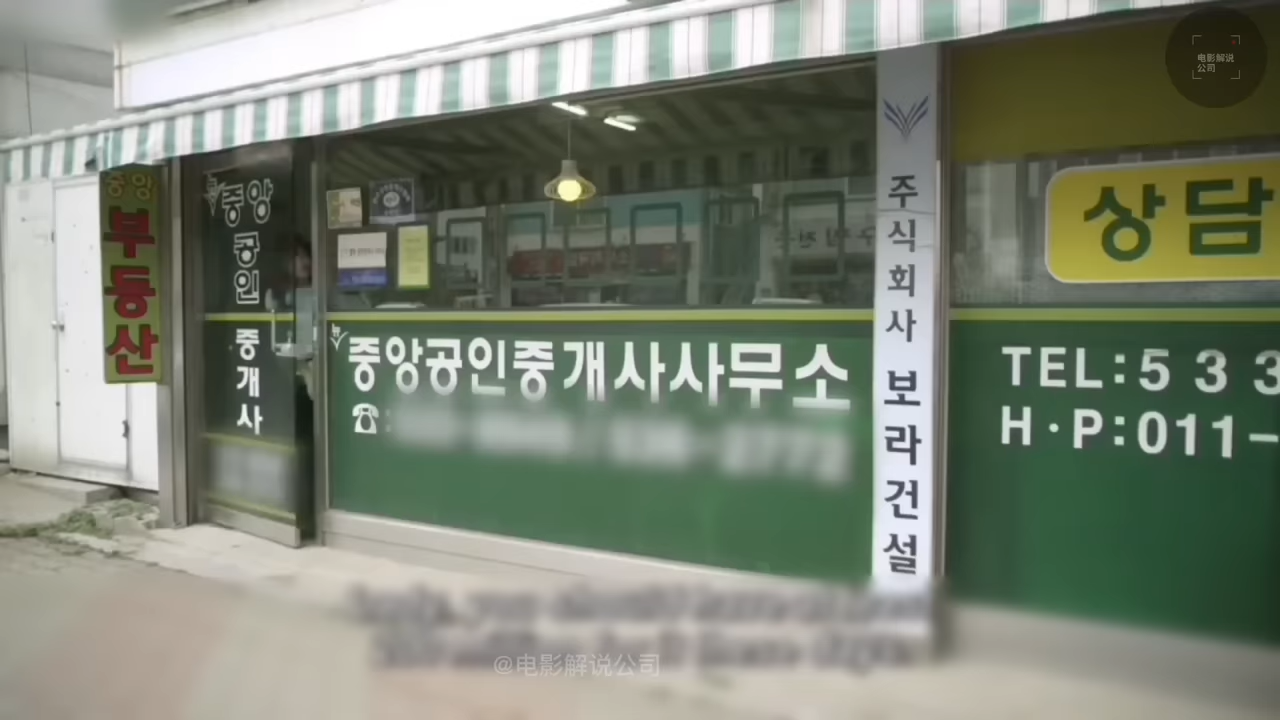 电影解说
公司
중앙
부동산
뉴중앙
공인
중개사
뉴 중앙공인중개사사무소
☎:
주식회사 보라건설
상담
TEL:533
H·P:011-
@电影解说公司